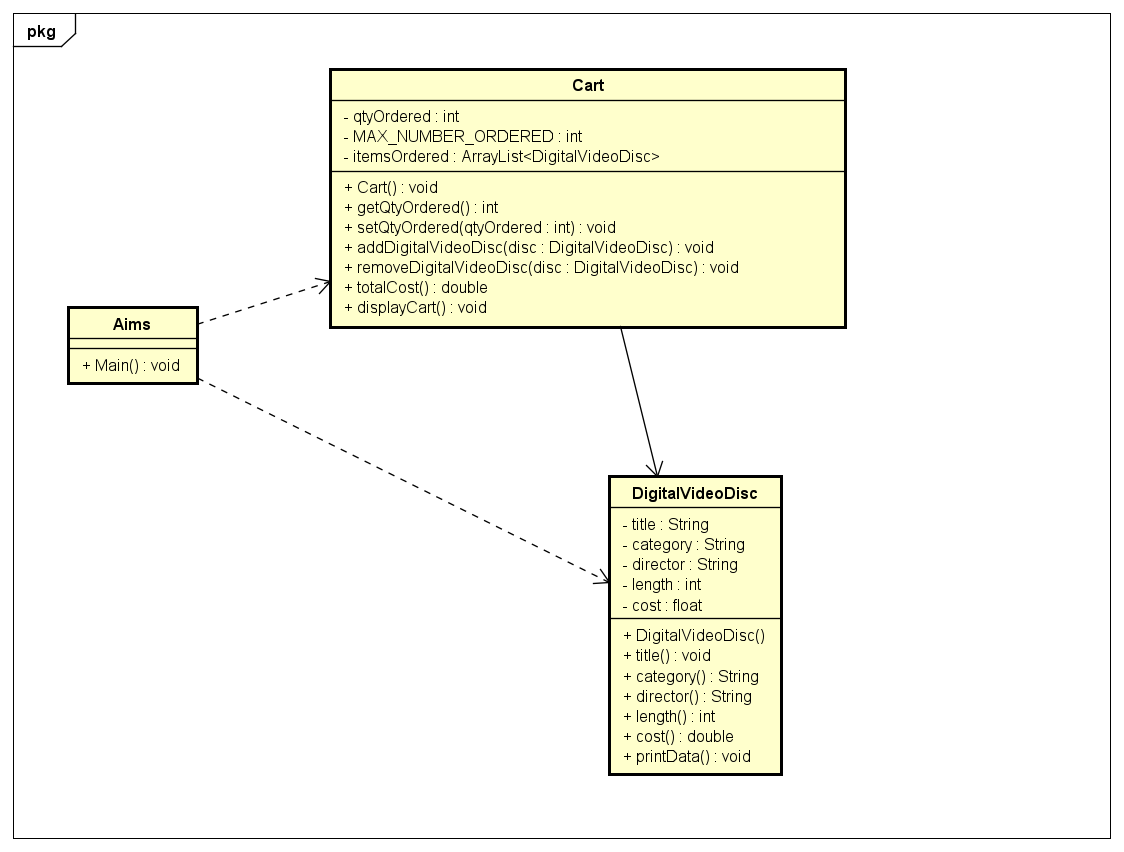 pkg
Cart
- qtyOrdered : int
- MAX_NUMBER_ORDERED : int
- itemsOrdered : ArrayList<DigitalVideoDisc>
+ Cart() : void
+ getQtyOrdered() : int
+ setQtyOrdered(qtyOrdered : int) : void
+ addDigitalVideoDisc(disc : DigitalVideoDisc) : void
+ removeDigitalVideoDisc(disc : DigitalVideoDisc) : void
+ totalCost() : double
+ displayCart() : void
Aims
+ Main() : void
DigitalVideoDisc
- title : String
- category : String
- director : String
- length : int
- cost : float
+ DigitalVideoDisc()
+ title() : void
+ category() : String
+ director() : String
+ length() : int
+ cost() : double
+ printData() : void